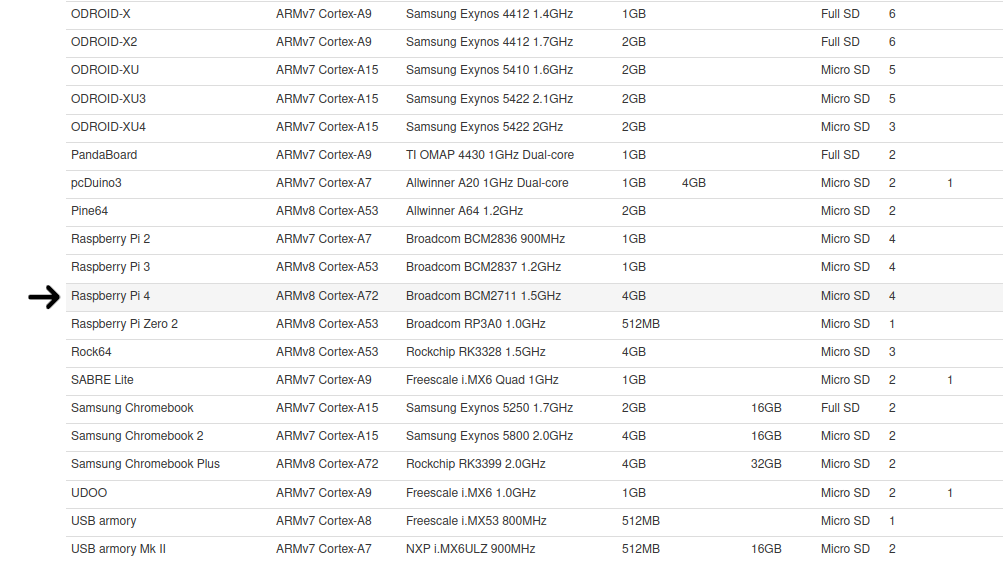 ODROID-X ARMv7 Cortex-A9 Samsung Exynos 4412 1.4GHz 1GB Full SD 6
ODROID-X2 ARMv7 Cortex-A9 Samsung Exynos 4412 1.7GHz 2GB Full SD 6
ODROID-XU ARMv7 Cortex-A15 Samsung Exynos 5410 1.6GHz 2GB Micro SD 5
ODROID-XU3 ARMv7 Cortex-A15 Samsung Exynos 5422 2.1GHz 2GB Micro SD 5
ODROID-XU4 ARMv7 Cortex-A15 Samsung Exynos 5422 2GHz 2GB Micro SD 3
PandaBoard ARMv7 Cortex-A9 TI OMAP 4430 1GHz Dual-core 1GB Full SD 2
pcDuino3 ARMv7 Cortex-A7 Allwinner A20 1GHz Dual-core 1GB 4GB Micro SD 2 1
Pine64 ARMv8 Cortex-A53 Allwinner A64 1.2GHz 2GB Micro SD 2
Raspberry Pi 2 ARMv7 Cortex-A7 Broadcom BCM2836 900MHz 1GB Micro SD 4
Raspberry Pi 3 ARMv8 Cortex-A53 Broadcom BCM2837 1.2GHz 1GB Micro SD 4
Raspberry Pi 4 ARMv8 Cortex-A72 Broadcom BCM2711 1.5GHz 4GB Micro SD 4
Raspberry Pi Zero 2 ARMv8 Cortex-A53 Broadcom RP3A0 1.0GHz 512MB Micro SD 1
Rock64 ARMv8 Cortex-A53 Rockchip RK3328 1.5GHz 4GB Micro SD 3
SABRE Lite ARMv7 Cortex-A9 Freescale i.MX6 Quad 1GHz 1GB Micro SD 2 1
Samsung Chromebook ARMv7 Cortex-A15 Samsung Exynos 5250 1.7GHz 2GB 16GB Full SD 2
Samsung Chromebook 2 ARMv7 Cortex-A15 Samsung Exynos 5800 2.0GHz 4GB 16GB Micro SD 2
Samsung Chromebook Plus ARMv8 Cortex-A72 Rockchip RK3399 2.0GHz 4GB 32GB Micro SD 2
UDOO ARMv7 Cortex-A9 Freescale i.MX6 1.0GHz 1GB Micro SD 2 1
USB armory ARMv7 Cortex-A8 Freescale i.MX53 800MHz 512MB Micro SD 1
USB armory Mk II ARMv7 Cortex-A7 NXP i.MX6ULZ 900MHz 512MB 16GB Micro SD 2